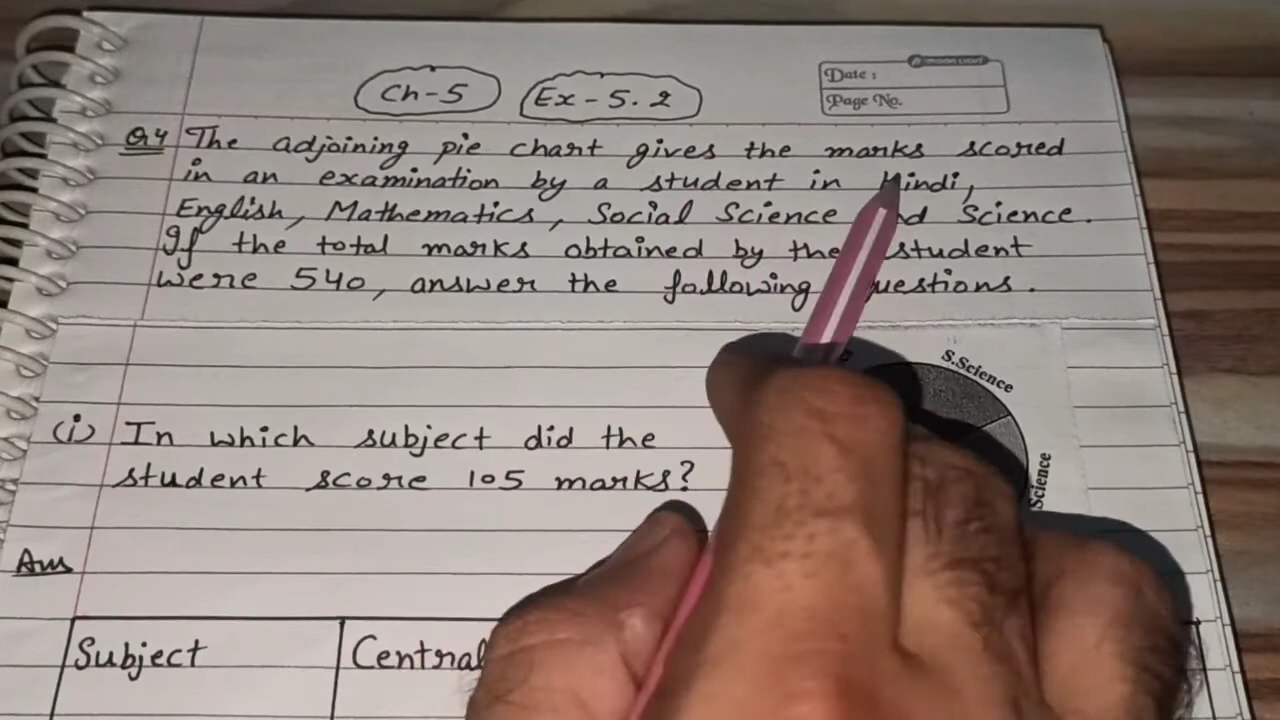 Ch-5 Ex-5.2
Date:
Page No.
Q4 The adjoining pie chart gives the marks scored
in an examination by a student in Hindi,
English, Mathematics, Social Science Science.
If the total marks obtained by the student
were 540, answer the following questions.
S.Science
Science
(i) In which subject did the
student score 105 marks?
Ans
Subject Central